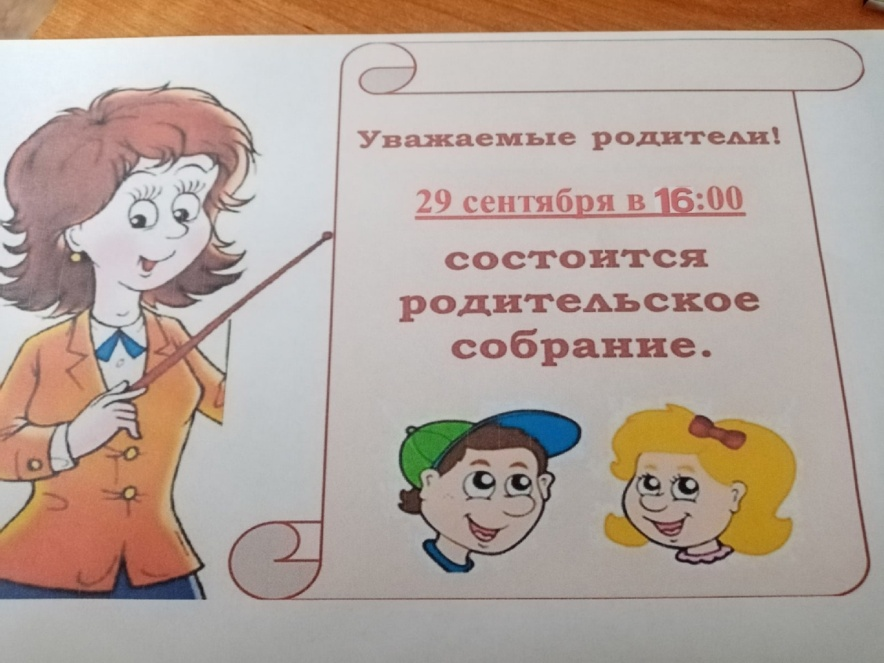 Уважаемые родители!
29 сентября в 16:00
состоится
родительское
собрание.